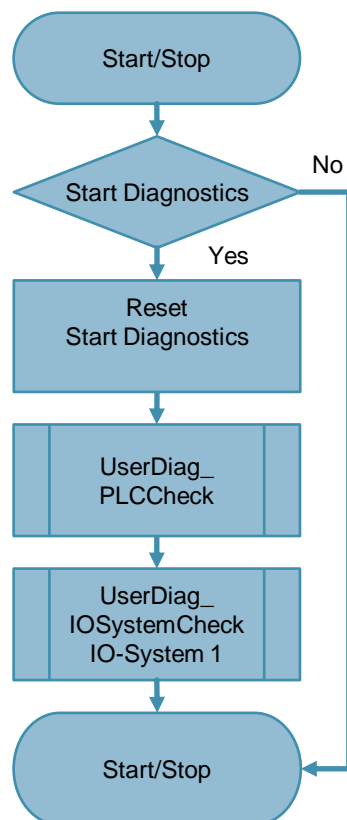 Start/Stop
No
Start Diagnostics
Yes
Reset
Start Diagnostics
UserDiag_
PLCCheck
UserDiag_
IOSystemCheck
IO-System 1
Start/Stop